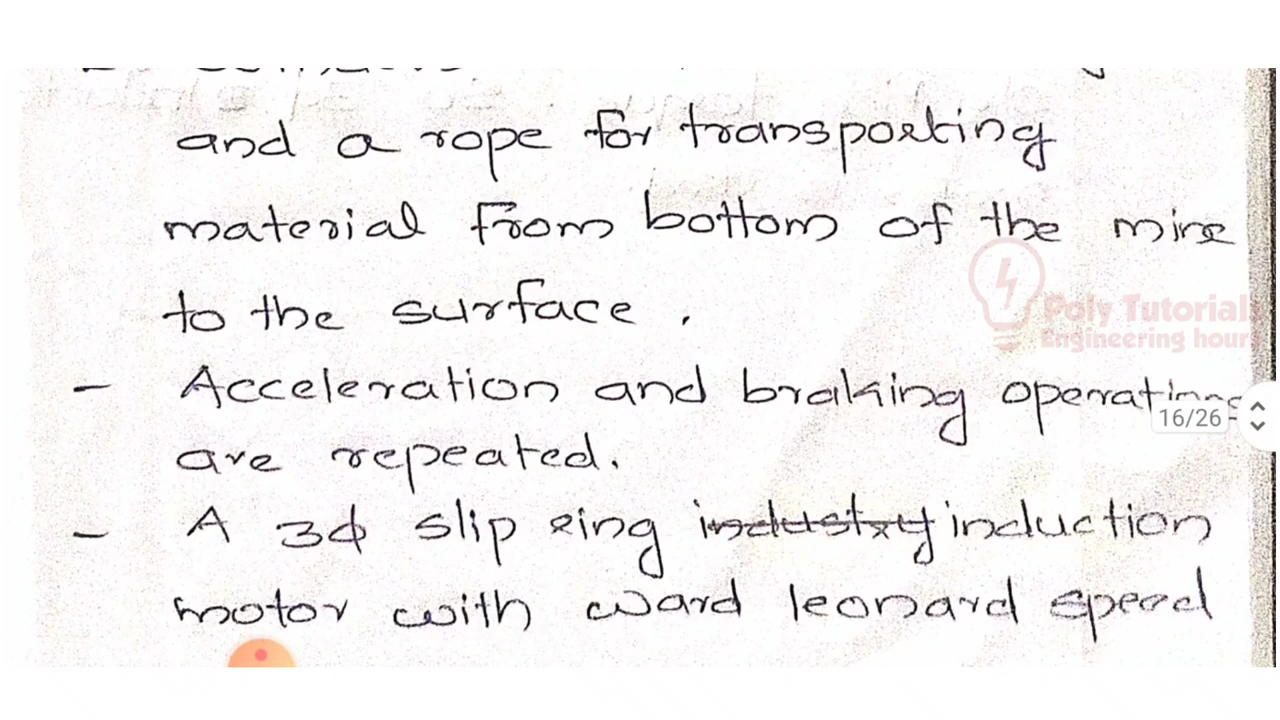 and a rope for transporting
material from bottom of the mine
to the surface.
Poly Tutorials
Engineering hours
- Acceleration and braking operations
16/26
are repeated.
- A 3ϕ slip ring industry induction
motor with ward leonard speed